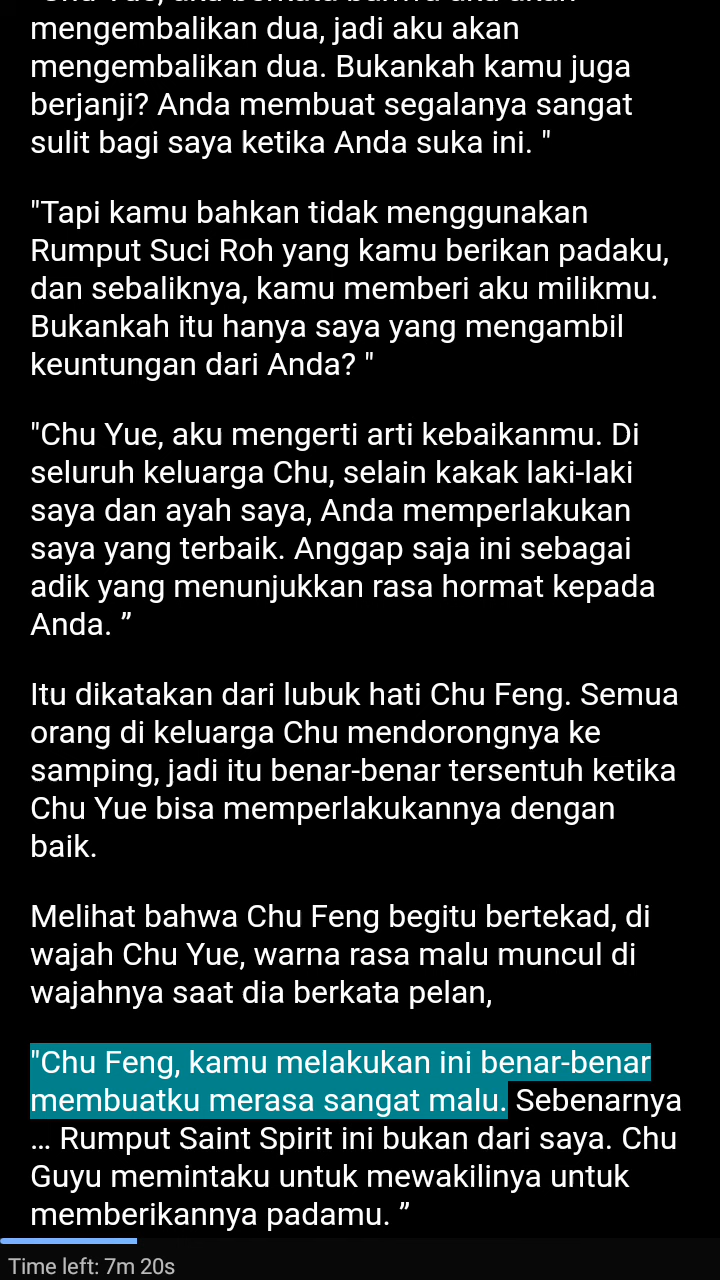 mengembalikan dua, jadi aku akan
mengembalikan dua. Bukankah kamu juga
berjanji? Anda membuat segalanya sangat
sulit bagi saya ketika Anda suka ini. "
"Tapi kamu bahkan tidak menggunakan
Rumput Suci Roh yang kamu berikan padaku,
dan sebaliknya, kamu memberi aku milikmu.
Bukankah itu hanya saya yang mengambil
keuntungan dari Anda? "
"Chu Yue, aku mengerti arti kebaikanmu. Di
seluruh keluarga Chu, selain kakak laki-laki
saya dan ayah saya, Anda memperlakukan
saya yang terbaik. Anggap saja ini sebagai
adik yang menunjukkan rasa hormat kepada
Anda. ”
Itu dikatakan dari lubuk hati Chu Feng. Semua
orang di keluarga Chu mendorongnya ke
samping, jadi itu benar-benar tersentuh ketika
Chu Yue bisa memperlakukannya dengan
baik.
Melihat bahwa Chu Feng begitu bertekad, di
wajah Chu Yue, warna rasa malu muncul di
wajahnya saat dia berkata pelan,
"Chu Feng, kamu melakukan ini benar-benar
membuatku merasa sangat malu. Sebenarnya
... Rumput Saint Spirit ini bukan dari saya. Chu
Guyu memintaku untuk mewakilinya untuk
memberikannya padamu. ”
Time left: 7m 20s